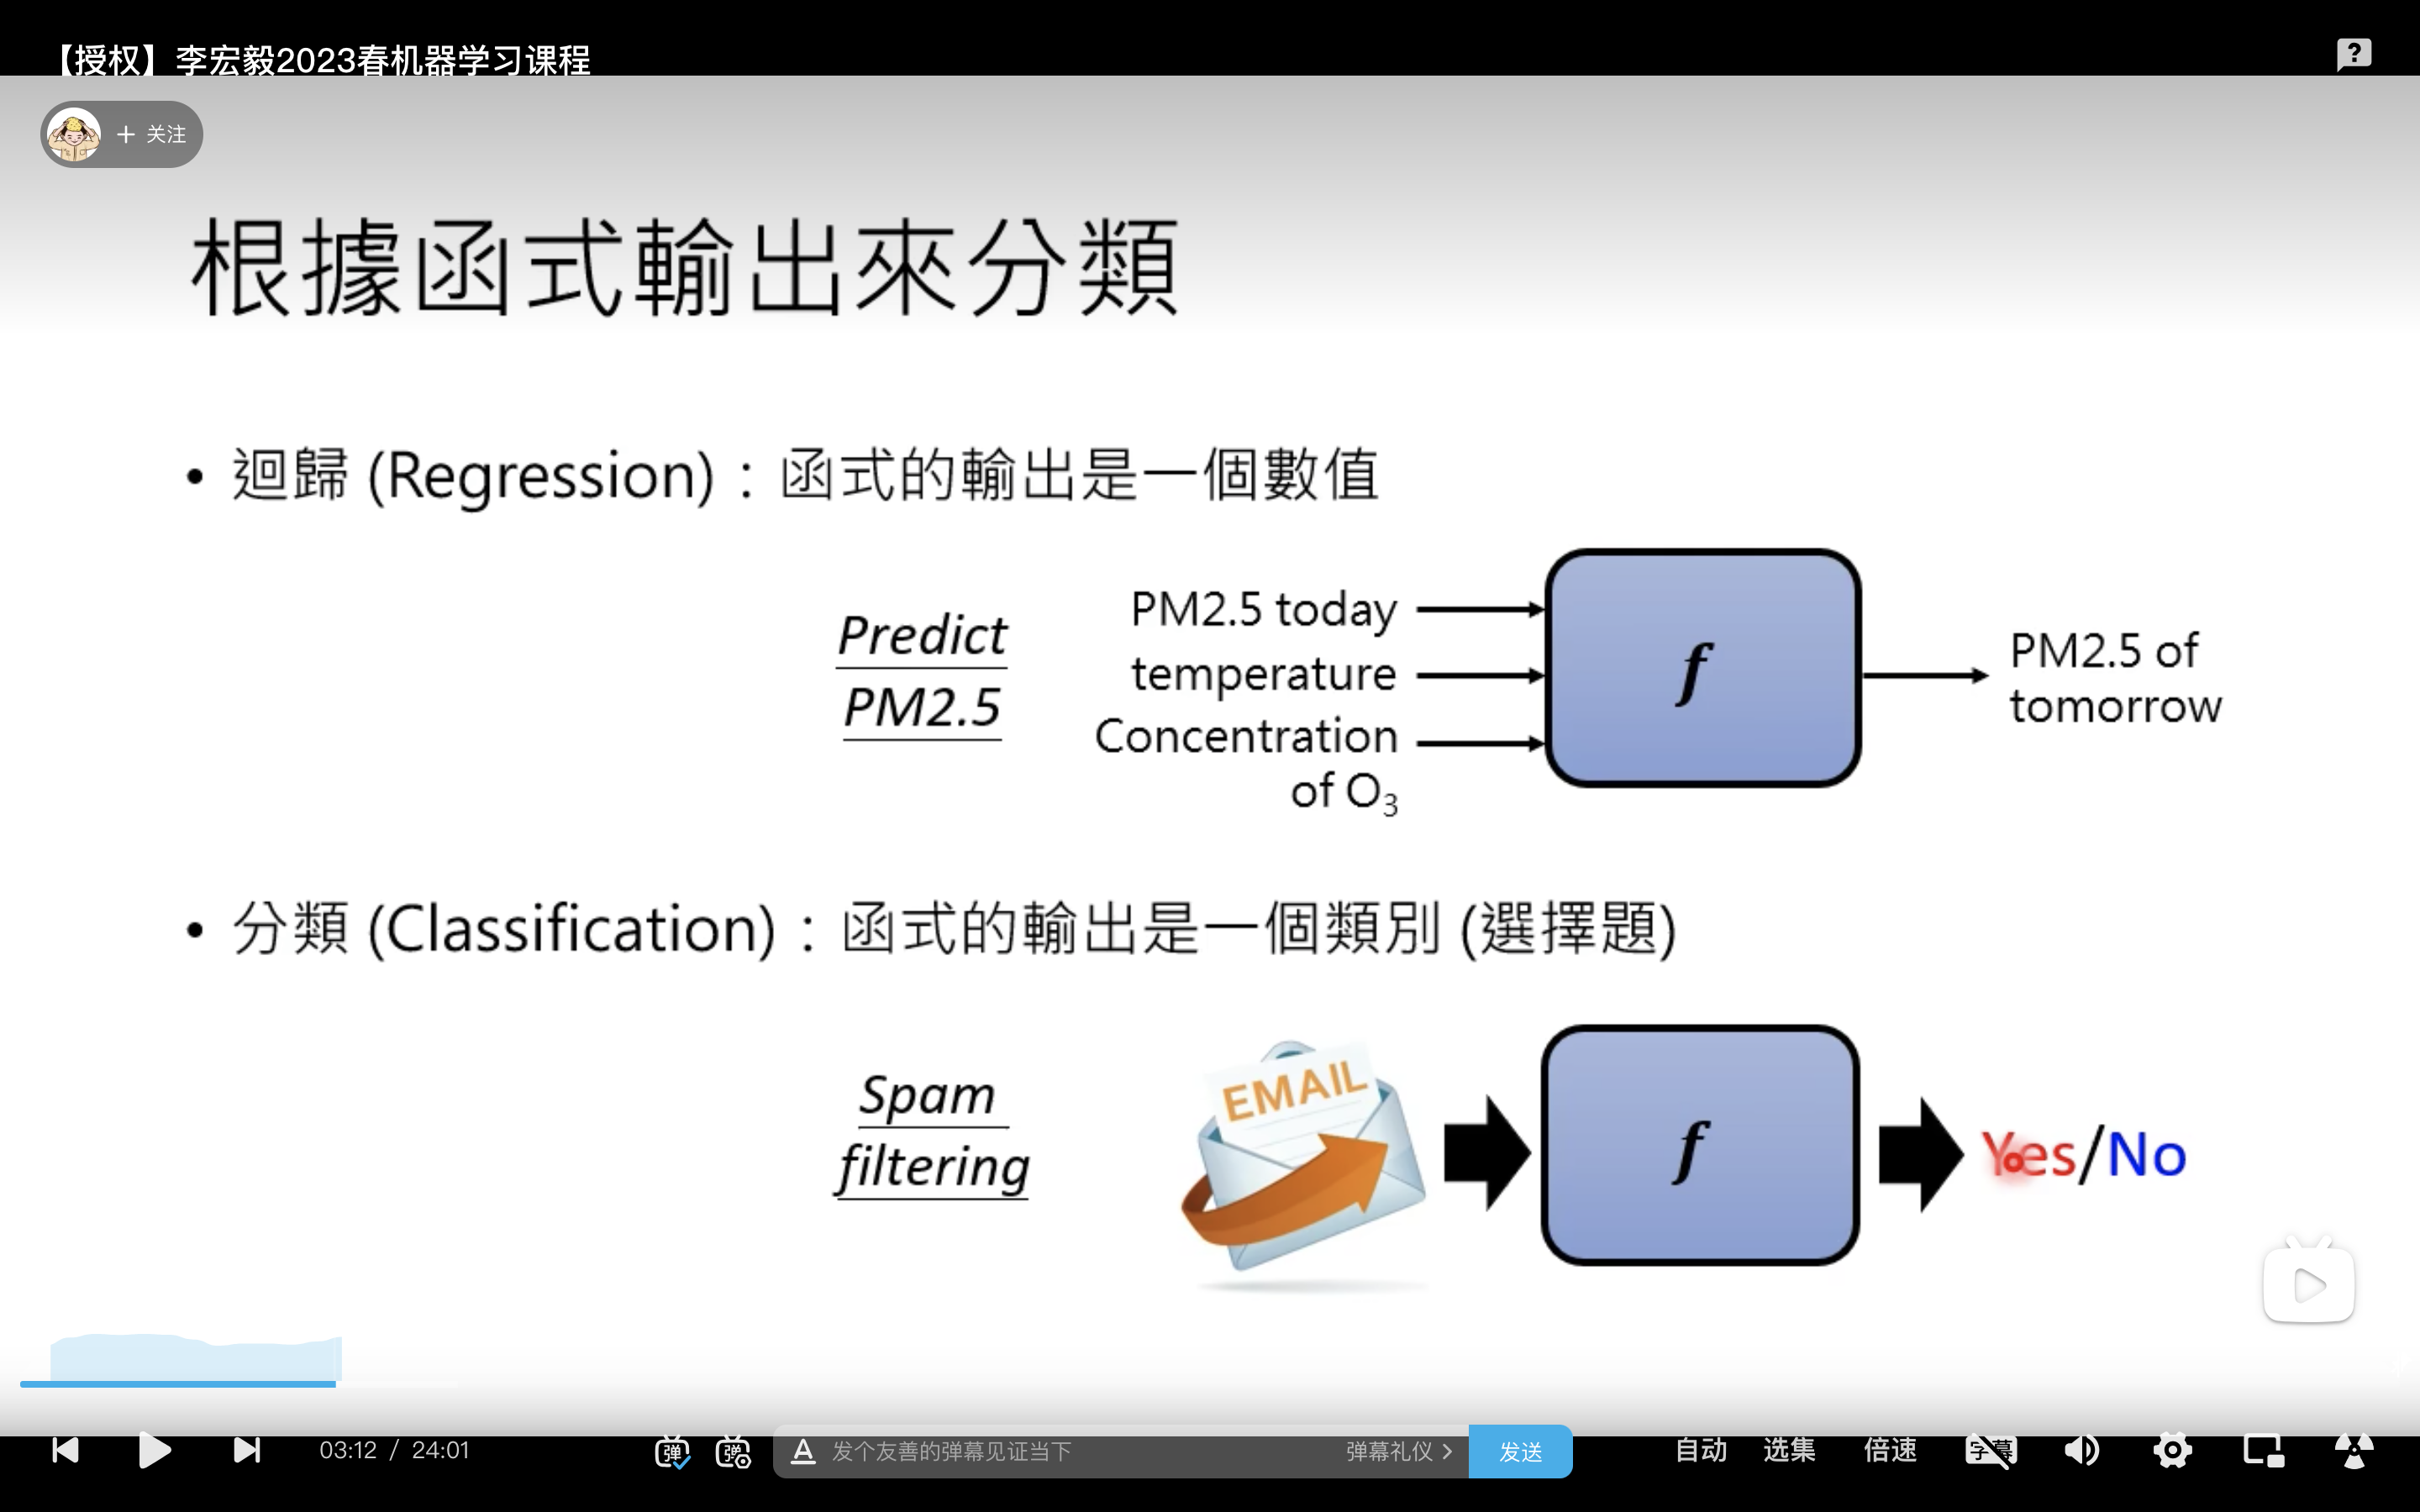 【授权】李宏毅2023春机器学习课程
+ 关注
根據函式輸出來分類
• 迴歸 (Regression)：函式的輸出是一個數值
Predict
PM2.5
PM2.5 today
temperature
Concentration
of O₃
f
PM2.5 of
tomorrow
• 分類 (Classification)：函式的輸出是一個類別 (選擇題)
Spam
filtering
EMAIL
f
Yes/No
03:12 / 24:01
弹
弹
A
发个友善的弹幕见证当下
弹幕礼仪 >
发送
自动
选集
倍速
字幕